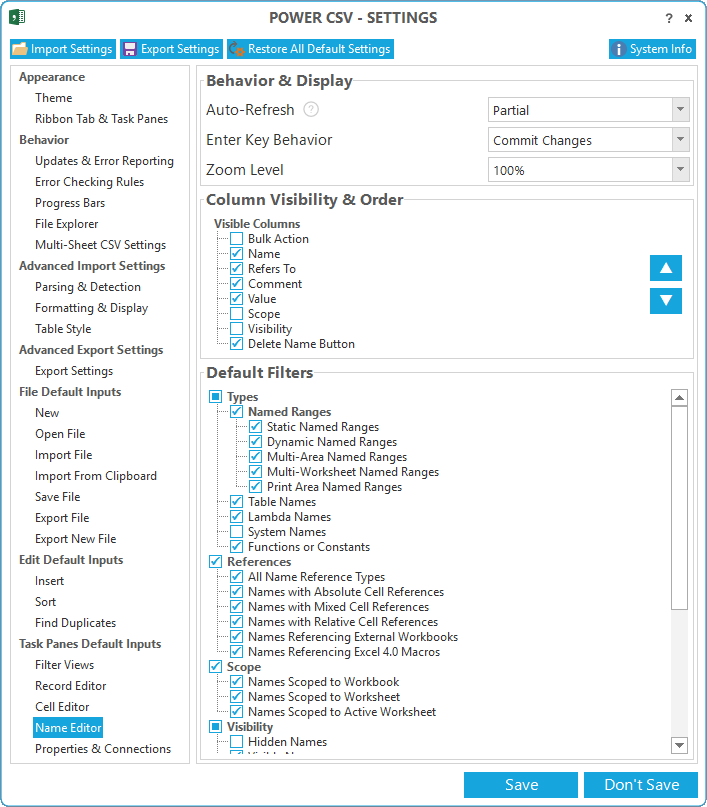 POWER CSV - SETTINGS
? x
Import Settings
Export Settings
Restore All Default Settings
System Info
Appearance
Theme
Ribbon Tab & Task Panes
Behavior
Updates & Error Reporting
Error Checking Rules
Progress Bars
File Explorer
Multi-Sheet CSV Settings
Advanced Import Settings
Parsing & Detection
Formatting & Display
Table Style
Advanced Export Settings
Export Settings
File Default Inputs
New
Open File
Import File
Import From Clipboard
Save File
Export File
Export New File
Edit Default Inputs
Insert
Sort
Find Duplicates
Task Panes Default Inputs
Filter Views
Record Editor
Cell Editor
Name Editor
Properties & Connections
Behavior & Display
Auto-Refresh ? Partial
Enter Key Behavior Commit Changes
Zoom Level 100%
Column Visibility & Order
Visible Columns
Bulk Action
Name
Refers To
Comment
Value
Scope
Visibility
Delete Name Button
Default Filters
Types
Named Ranges
Static Named Ranges
Dynamic Named Ranges
Multi-Area Named Ranges
Multi-Worksheet Named Ranges
Print Area Named Ranges
Table Names
Lambda Names
System Names
Functions or Constants
References
All Name Reference Types
Names with Absolute Cell References
Names with Mixed Cell References
Names with Relative Cell References
Names Referencing External Workbooks
Names Referencing Excel 4.0 Macros
Scope
Names Scoped to Workbook
Names Scoped to Worksheet
Names Scoped to Active Worksheet
Visibility
Hidden Names
Save
Don't Save